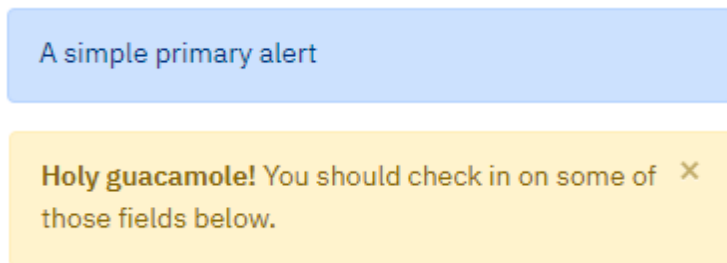 A simple primary alert
Holy guacamole! You should check in on some of ×
those fields below.